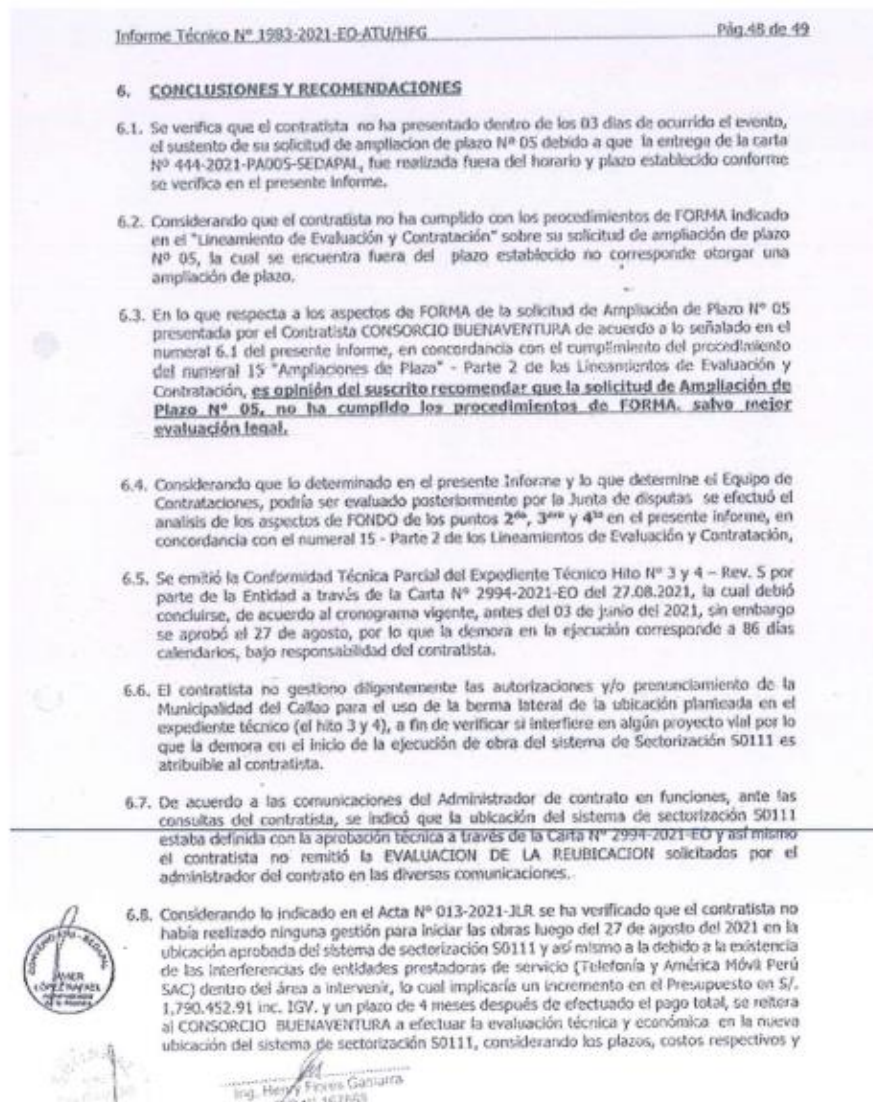 Informe Técnico Nº 1983-2021-EO-ATU/HFG Pág.48 de 49
6. CONCLUSIONES Y RECOMENDACIONES
6.1. Se verifica que el contratista no ha presentado dentro de los 03 dias de ocurrido el evento,
el sustento de su solicitud de ampliacion de plazo Nº 05 debido a que la entrega de la carta
Nº 444-2021-PA005-SEDAPAL, fue realizada fuera del horario y plazo establecido conforme
se verifica en el presente Informe.
6.2. Considerando que el contratista no ha cumplido con los procedimientos de FORMA indicado
en el "Lineamiento de Evaluación y Contratación" sobre su solicitud de ampliación de plazo
Nº 05, la cual se encuentra fuera del plazo establecido no corresponde otorgar una
ampliación de plazo.
6.3. En lo que respecta a los aspectos de FORMA de la solicitud de Ampliación de Plazo Nº 05
presentada por el Contratista CONSORCIO BUENAVENTURA de acuerdo a lo señalado en el
numeral 6.1 del presente informe, en concordancia con el cumplimiento del procedimiento
del numeral 15 "Ampliaciones de Plazo" - Parte 2 de los Lineamientos de Evaluación y
Contratación, es opinión del suscrito recomendar que la solicitud de Ampliación de
Plazo Nº 05, no ha cumplido los procedimientos de FORMA, salvo mejor
evaluación legal.
6.4. Considerando que lo determinado en el presente Informe y lo que determine el Equipo de
Contrataciones, podría ser evaluado posteriormente por la Junta de disputas se efectuó el
analisis de los aspectos de FONDO de los puntos 2do, 3ero y 4to en el presente informe, en
concordancia con el numeral 15 - Parte 2 de los Lineamientos de Evaluación y Contratación,
6.5. Se emitió la Conformidad Técnica Parcial del Expediente Técnico Hito Nº 3 y 4 – Rev. 5 por
parte de la Entidad a través de la Carta Nº 2994-2021-EO del 27.08.2021, la cual debió
concluirse, de acuerdo al cronograma vigente, antes del 03 de junio del 2021, sin embargo
se aprobó el 27 de agosto, por lo que la demora en la ejecución corresponde a 86 días
calendarios, bajo responsabilidad del contratista.
6.6. El contratista no gestiono diligentemente las autorizaciones y/o pronunciamiento de la
Municipalidad del Callao para el uso de la berma lateral de la ubicación planteada en el
expediente técnico (el hito 3 y 4), a fin de verificar si interfiere en algún proyecto vial por lo
que la demora en el inicio de la ejecución de obra del sistema de Sectorización S0111 es
atribuible al contratista.
6.7. De acuerdo a las comunicaciones del Administrador de contrato en funciones, ante las
consultas del contratista, se indicó que la ubicación del sistema de sectorización S0111
estaba definida con la aprobación técnica a través de la Carta Nº 2994-2021-EO y así mismo
el contratista no remitió la EVALUACION DE LA REUBICACION solicitados por el
administrador del contrato en las diversas comunicaciones.
6.8. Considerando lo indicado en el Acta Nº 013-2021-JLR se ha verificado que el contratista no
había realizado ninguna gestión para iniciar las obras luego del 27 de agosto del 2021 en la
ubicación aprobada del sistema de sectorización S0111 y así mismo a la debido a la existencia
de las interferencias de entidades prestadoras de servicio (Telefonía y América Móvil Perú
SAC) dentro del área a intervenir, lo cual implicaría un incremento en el Presupuesto en S/.
1,790.452.91 inc. IGV. y un plazo de 4 meses después de efectuado el pago total, se reitera
al CONSORCIO BUENAVENTURA a efectuar la evaluación técnica y económica en la nueva
ubicación del sistema de sectorización S0111, considerando los plazos, costos respectivos y
LÓPEZ RAFAEL
Ing. Henry Flores Gamarra